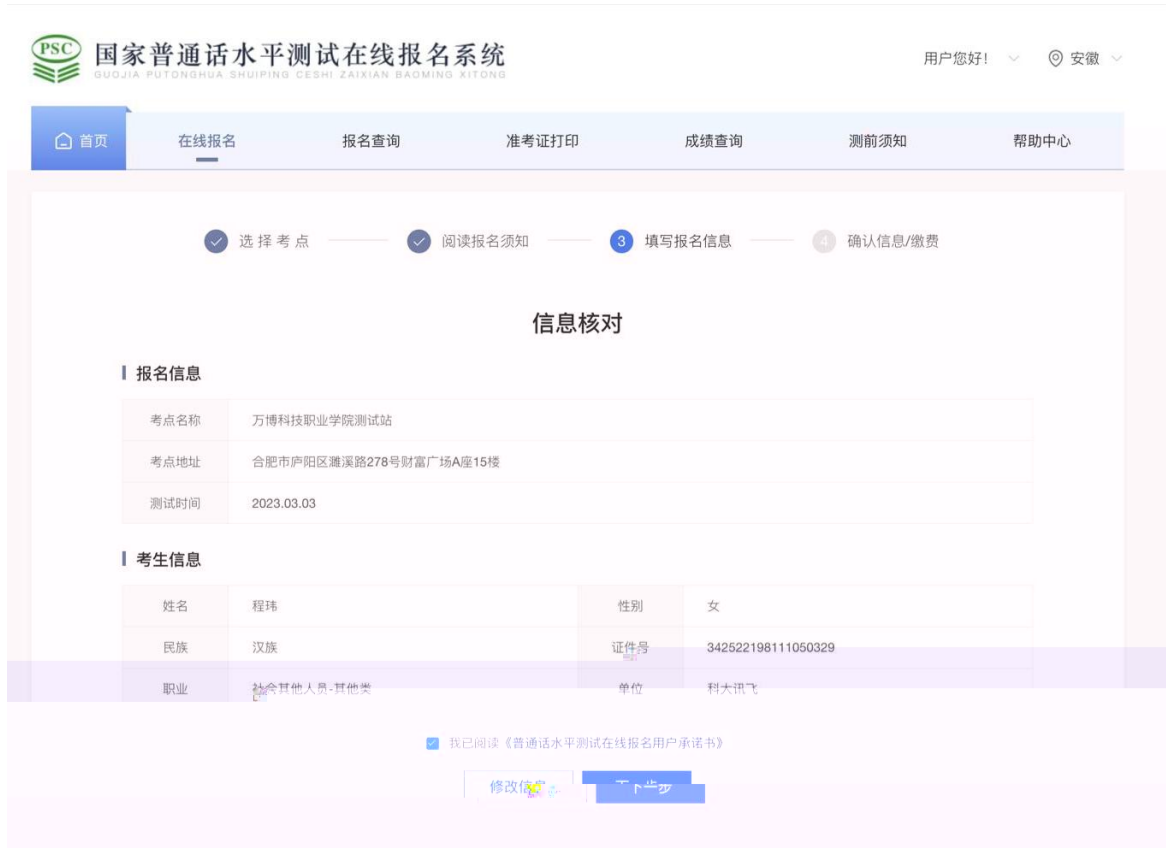 PSC 国家普通话水平测试在线报名系统
GUOJIA PUTONGHUA SHUIPING CESHI ZAIXIAN BAOMING XITONG
用户您好! 安徽
首页 在线报名 报名查询 准考证打印 成绩查询 测前须知 帮助中心
选择考点 阅读报名须知 3 填写报名信息 4 确认信息/缴费
信息核对
报名信息
考点名称 万博科技职业学院测试站
考点地址 合肥市庐阳区濉溪路278号财富广场A座15楼
测试时间 2023.03.03
考生信息
姓名 程玮 性别 女
民族 汉族 证件号 342522198111050329
职业 社会其他人员-其他类 单位 科大讯飞
我已阅读《普通话水平测试在线报名用户承诺书》
修改信息 下一步